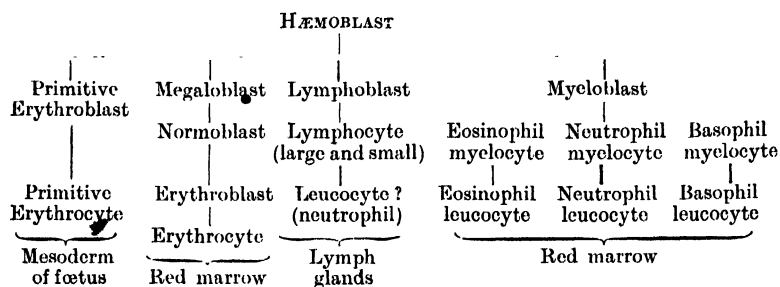 HÆMOBLAST
Primitive Megaloblast Lymphoblast Myeloblast
Erythroblast
Normoblast Lymphocyte Eosinophil Neutrophil Basophil
(large and small) myelocyte myelocyte myelocyte
Primitive Erythroblast Leucocyte ? Eosinophil Neutrophil Basophil
Erythrocyte (neutrophil) leucocyte leucocyte leucocyte
Erythrocyte
Mesoderm Lymph Red marrow
of fœtus Red marrow glands